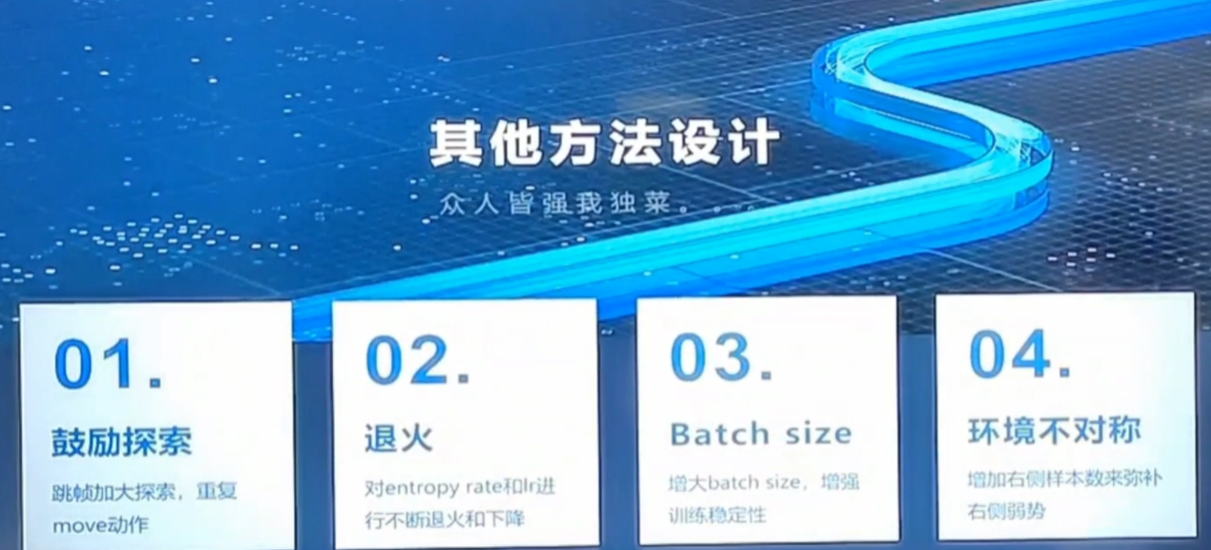 其他方法设计
众人皆强我独菜。。。
01.
鼓励探索
跳帧加大探索，重复
move动作
02.
退火
对entropy rate和lr进
行不断退火和下降
03.
Batch size
增大batch size，增强
训练稳定性
04.
环境不对称
增加右侧样本数来弥补
右侧弱势